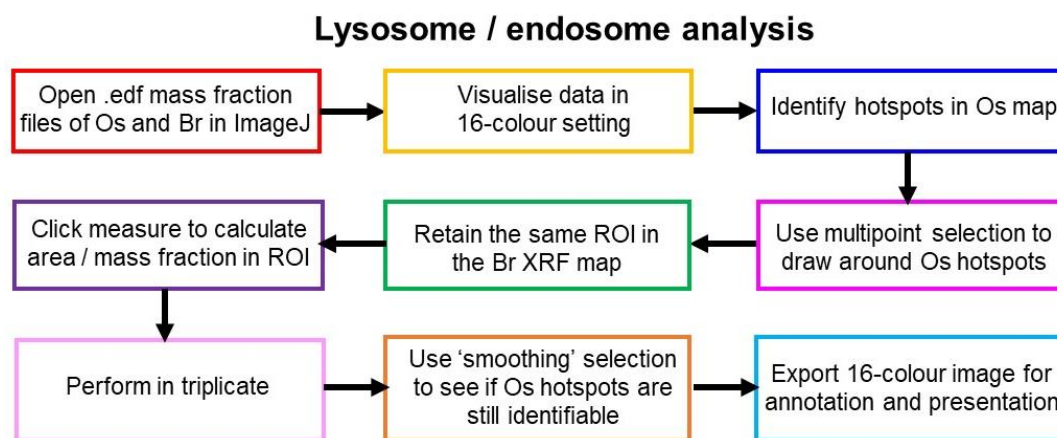 Lysosome / endosome analysis
Open .edf mass fraction
files of Os and Br in ImageJ
Visualise data in
16-colour setting
Identify hotspots in Os map
Use multipoint selection to
draw around Os hotspots
Retain the same ROI in
the Br XRF map
Click measure to calculate
area / mass fraction in ROI
Perform in triplicate
Use ‘smoothing’ selection
to see if Os hotspots are
still identifiable
Export 16-colour image for
annotation and presentation